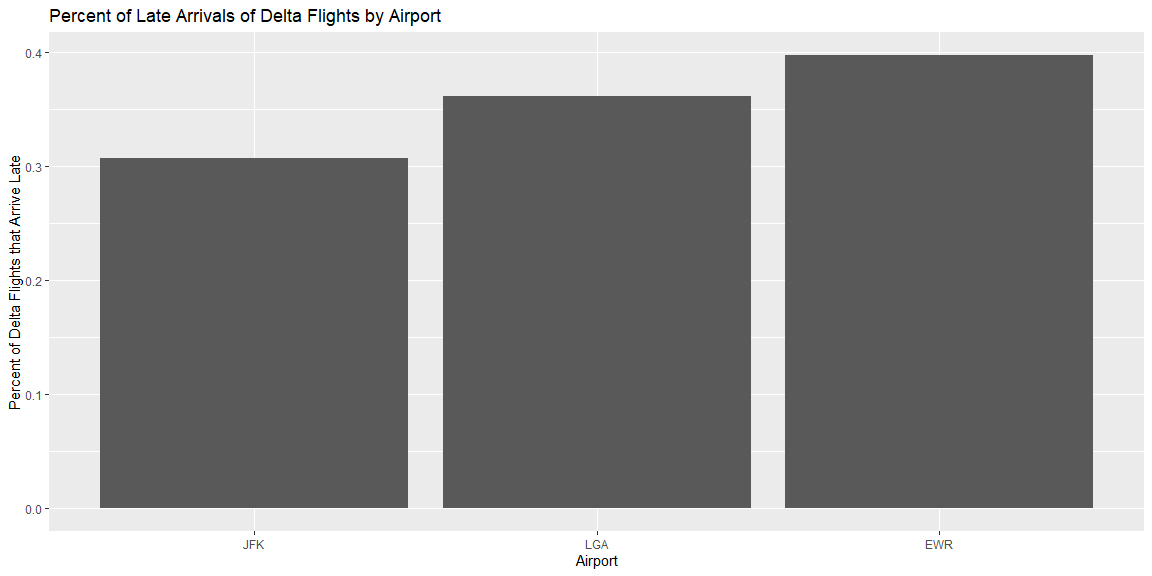 Percent of Late Arrivals of Delta Flights by Airport
Percent of Delta Flights that Arrive Late
0.4
0.3
0.2
0.1
0.0
JFK LGA EWR
Airport